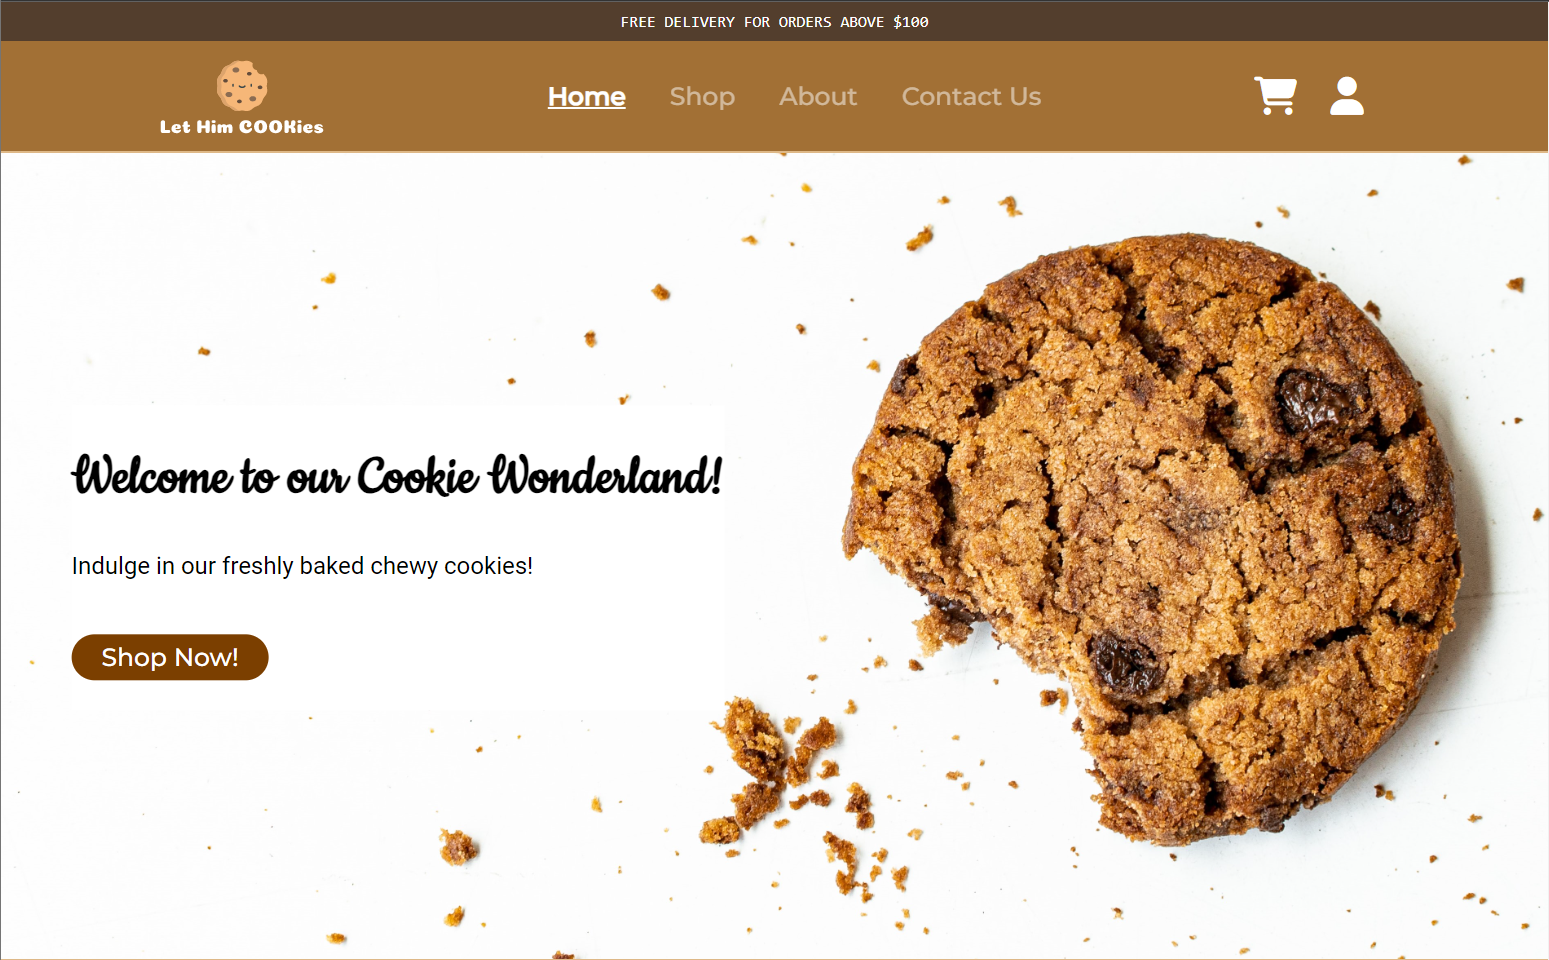 FREE DELIVERY FOR ORDERS ABOVE $100
Let Him COOKies
Home Shop About Contact Us
Welcome to our Cookie Wonderland!
Indulge in our freshly baked chewy cookies!
Shop Now!